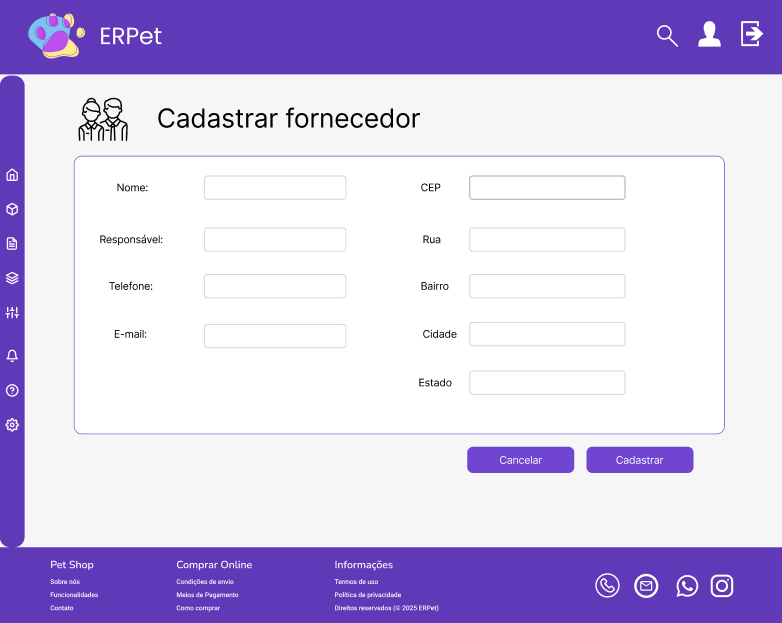 ERPet
Cadastrar fornecedor
Nome:
CEP
Responsável:
Rua
Telefone:
Bairro
E-mail:
Cidade
Estado
Cancelar
Cadastrar
Pet Shop
Sobre nós
Funcionalidades
Contato
Comprar Online
Condições de envio
Meios de Pagamento
Como comprar
Informações
Termos de uso
Política de privacidade
Direitos reservados (© 2025 ERPet)